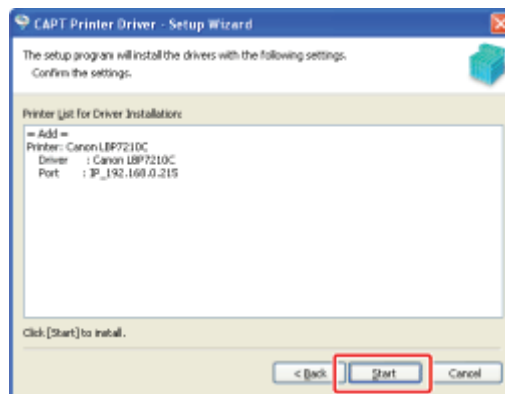 CAPT Printer Driver - Setup Wizard
The setup program will install the drivers with the following settings.
Confirm the settings.
Printer List for Driver Installation:
= Add =
Printer: Canon LBP7210C
Driver : Canon LBP7210C
Port : IP_192.168.0.215
Click [Start] to install.
< Back Start Cancel